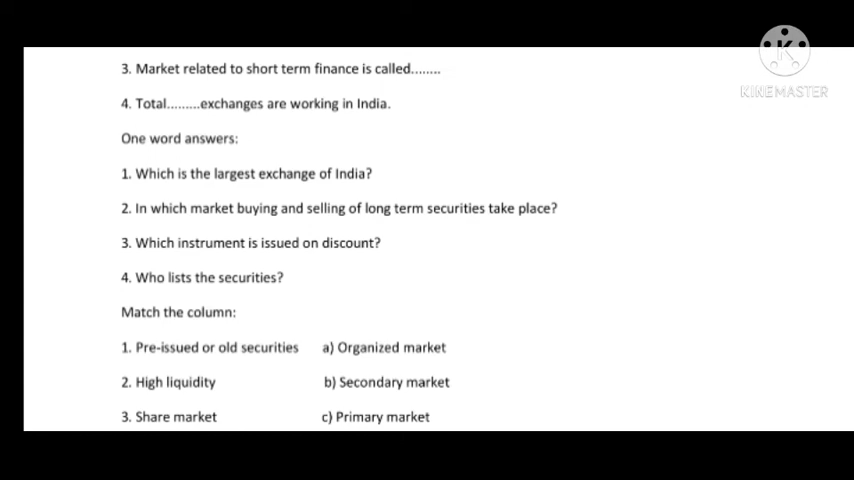 3. Market related to short term finance is called........
4. Total.........exchanges are working in India.
One word answers:
1. Which is the largest exchange of India?
2. In which market buying and selling of long term securities take place?
3. Which instrument is issued on discount?
4. Who lists the securities?
Match the column:
1. Pre-issued or old securities a) Organized market
2. High liquidity b) Secondary market
3. Share market c) Primary market
K
KINEMASTER